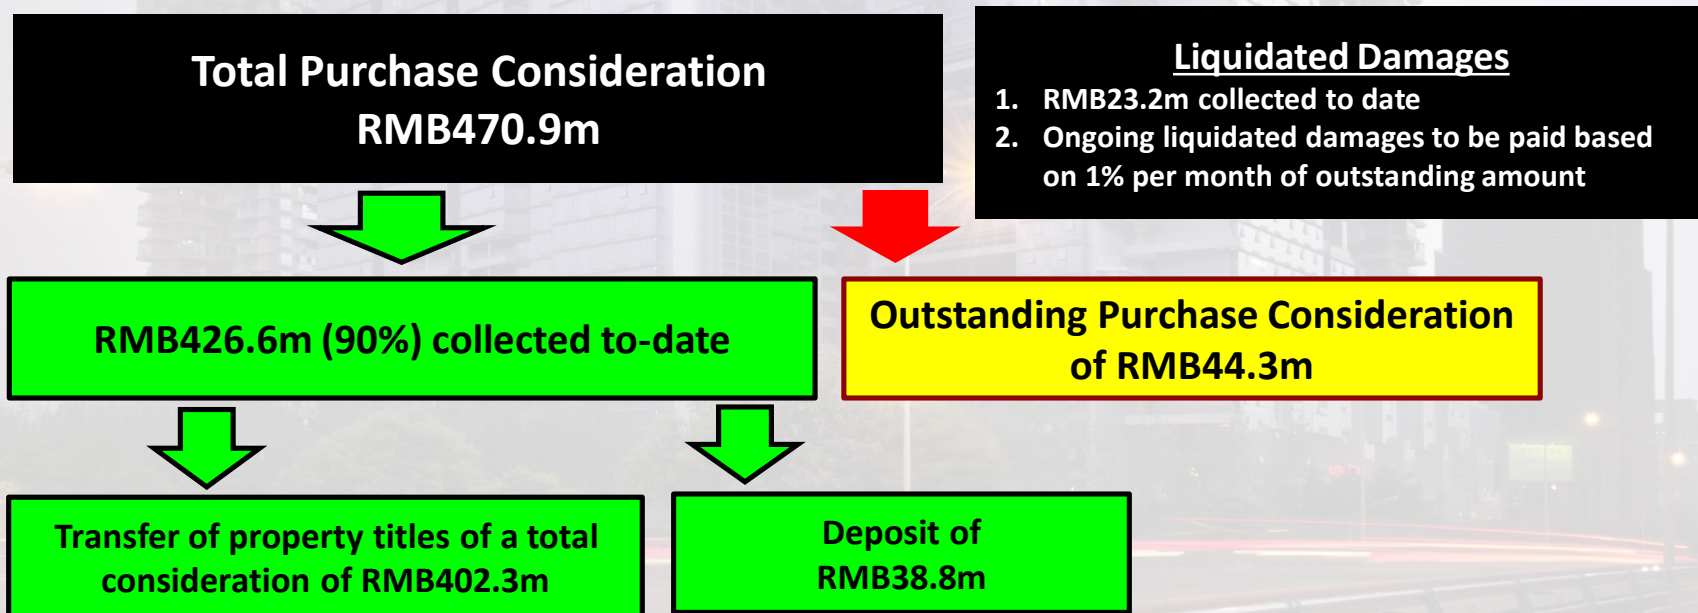 Total Purchase Consideration
RMB470.9m
Liquidated Damages
1. RMB23.2m collected to date
2. Ongoing liquidated damages to be paid based
on 1% per month of outstanding amount
RMB426.6m (90%) collected to-date
Outstanding Purchase Consideration
of RMB44.3m
Transfer of property titles of a total
consideration of RMB402.3m
Deposit of
RMB38.8m